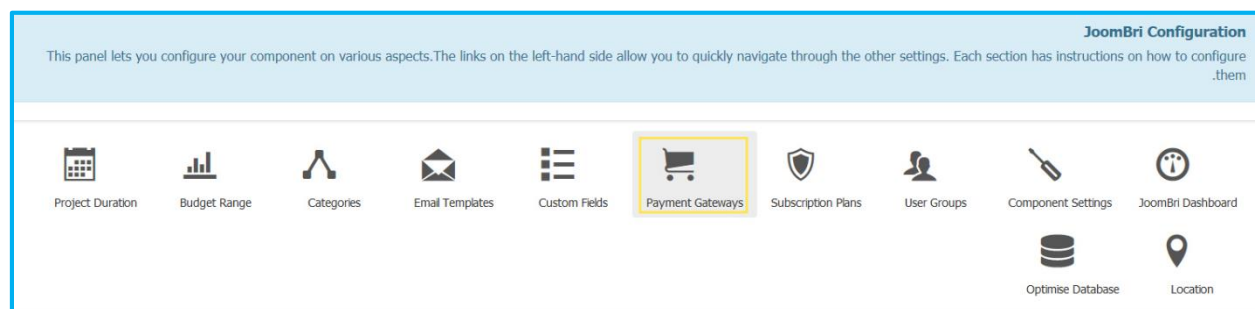 JoomBri Configuration
This panel lets you configure your component on various aspects.The links on the left-hand side allow you to quickly navigate through the other settings. Each section has instructions on how to configure
.them
Project Duration
Budget Range
Categories
Email Templates
Custom Fields
Payment Gateways
Subscription Plans
User Groups
Component Settings
JoomBri Dashboard
Optimise Database
Location